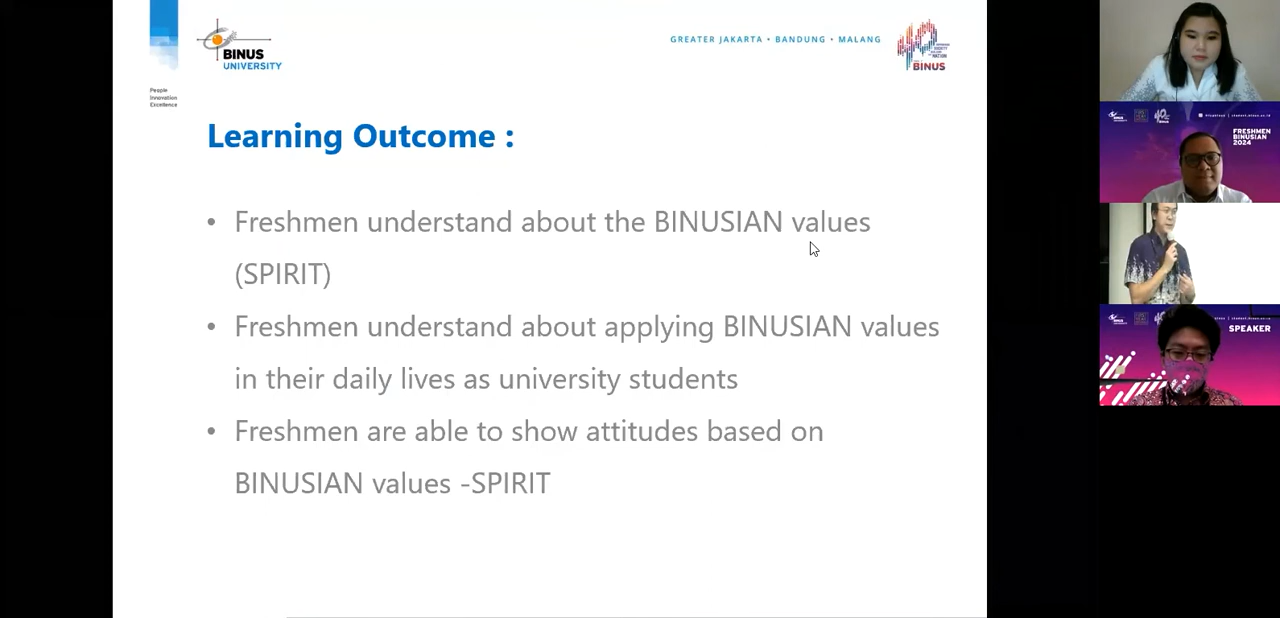 BINUS
UNIVERSITY
People
Innovation
Excellence
GREATER JAKARTA • BANDUNG • MALANG
BINUS
Learning Outcome :
• Freshmen understand about the BINUSIAN values
(SPIRIT)
• Freshmen understand about applying BINUSIAN values
in their daily lives as university students
• Freshmen are able to show attitudes based on
BINUSIAN values -SPIRIT
FRESHMEN
BINUSIAN
2024
SPEAKER